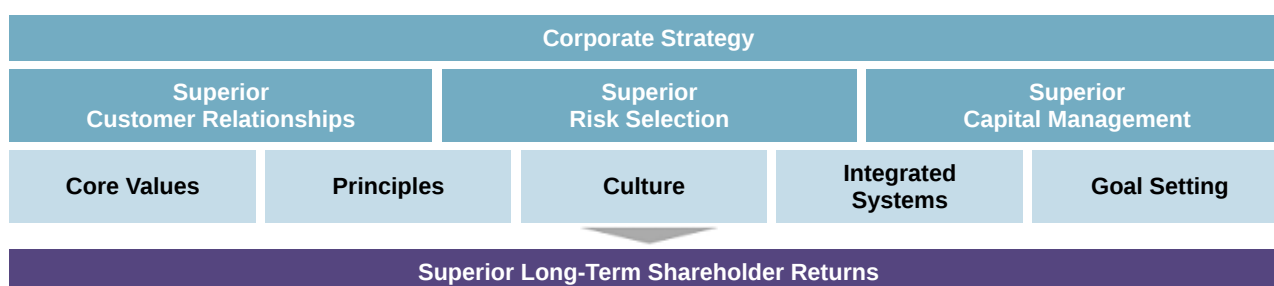 Corporate Strategy
Superior
Customer Relationships
Superior
Risk Selection
Superior
Capital Management
Core Values
Principles
Culture
Integrated
Systems
Goal Setting
Superior Long-Term Shareholder Returns